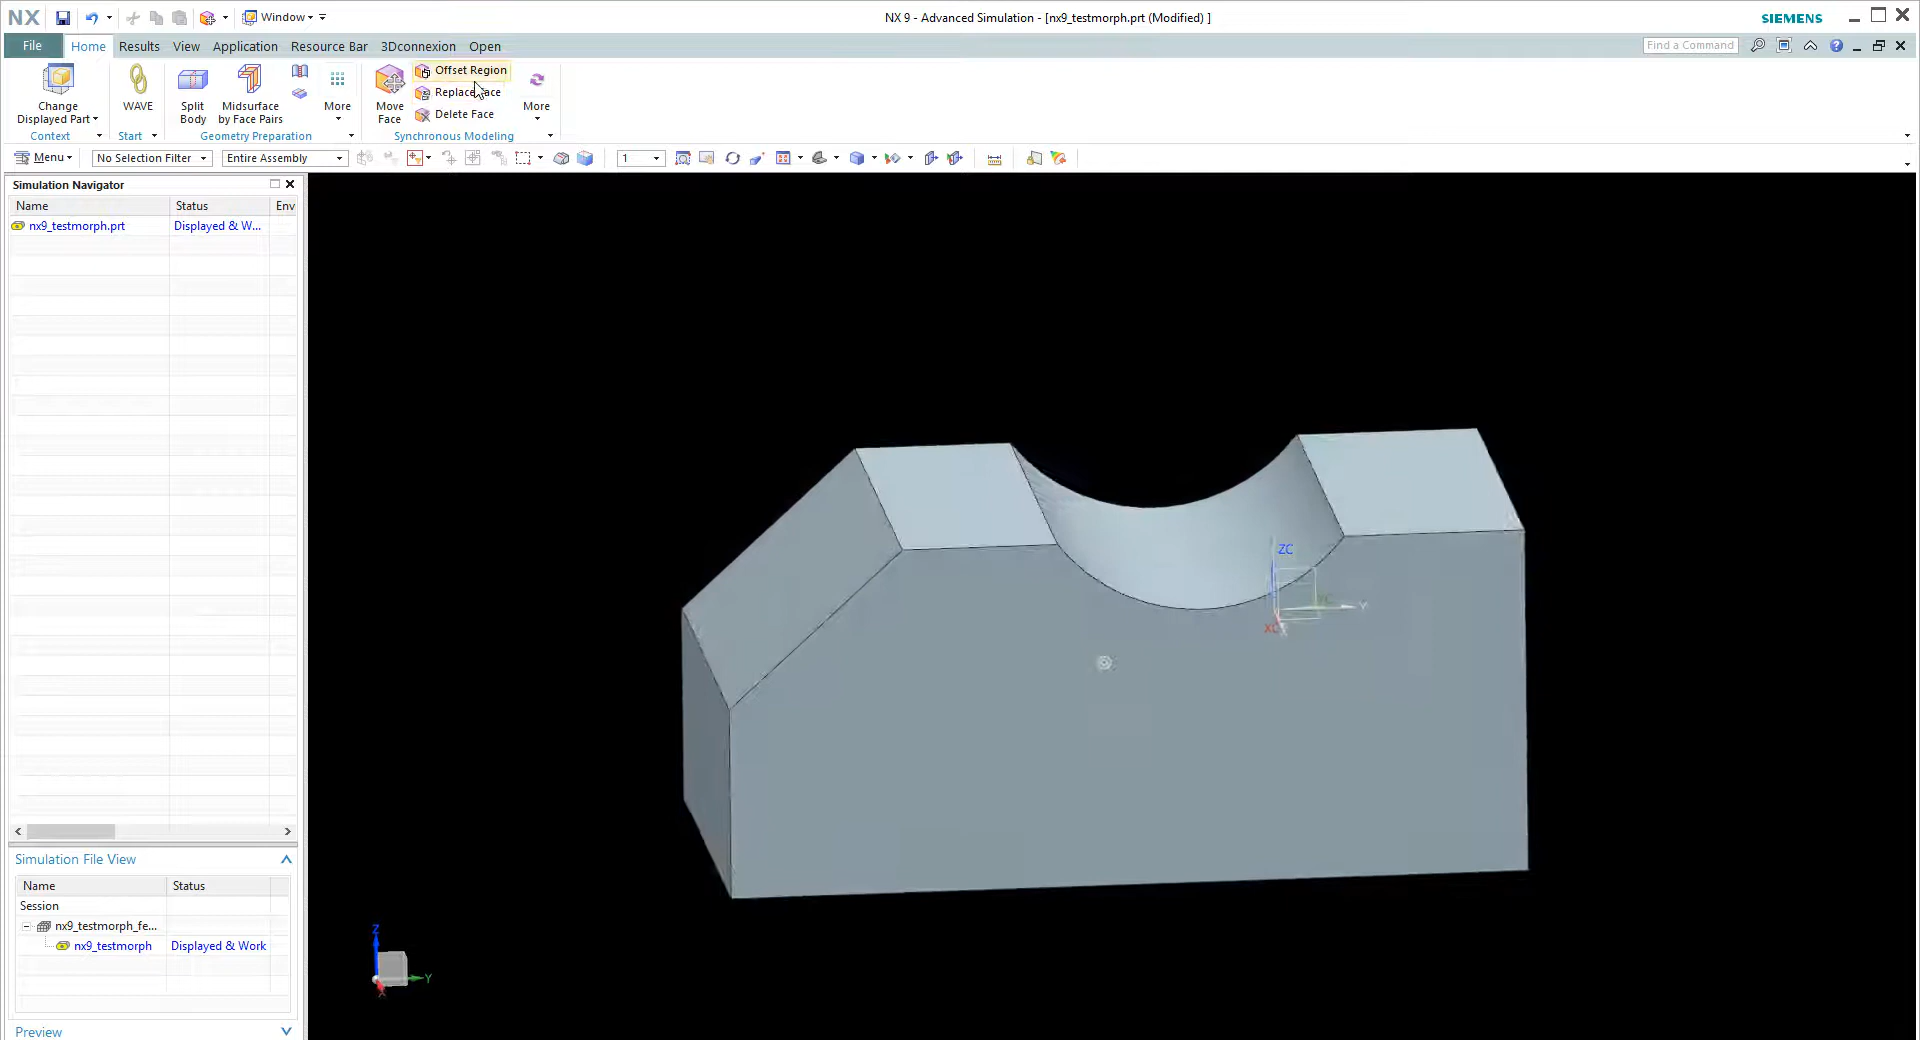 NX Window NX 9 - Advanced Simulation - [nx9_testmorph.prt (Modified) ] SIEMENS
File Home Results View Application Resource Bar 3Dconnexion Open Find a Command
Change Displayed Part
WAVE
Split Body
Midsurface by Face Pairs
More
Move Face
Offset Region
Replace
Delete Face
More
Context Start Geometry Preparation Synchronous Modeling
Menu No Selection Filter Entire Assembly 1
Simulation Navigator
Name Status Env
nx9_testmorph.prt Displayed & W...
ZC
Y
XC
Simulation File View
Name Status
Session
nx9_testmorph_fe...
nx9_testmorph Displayed & Work
Z
Y
X
Preview